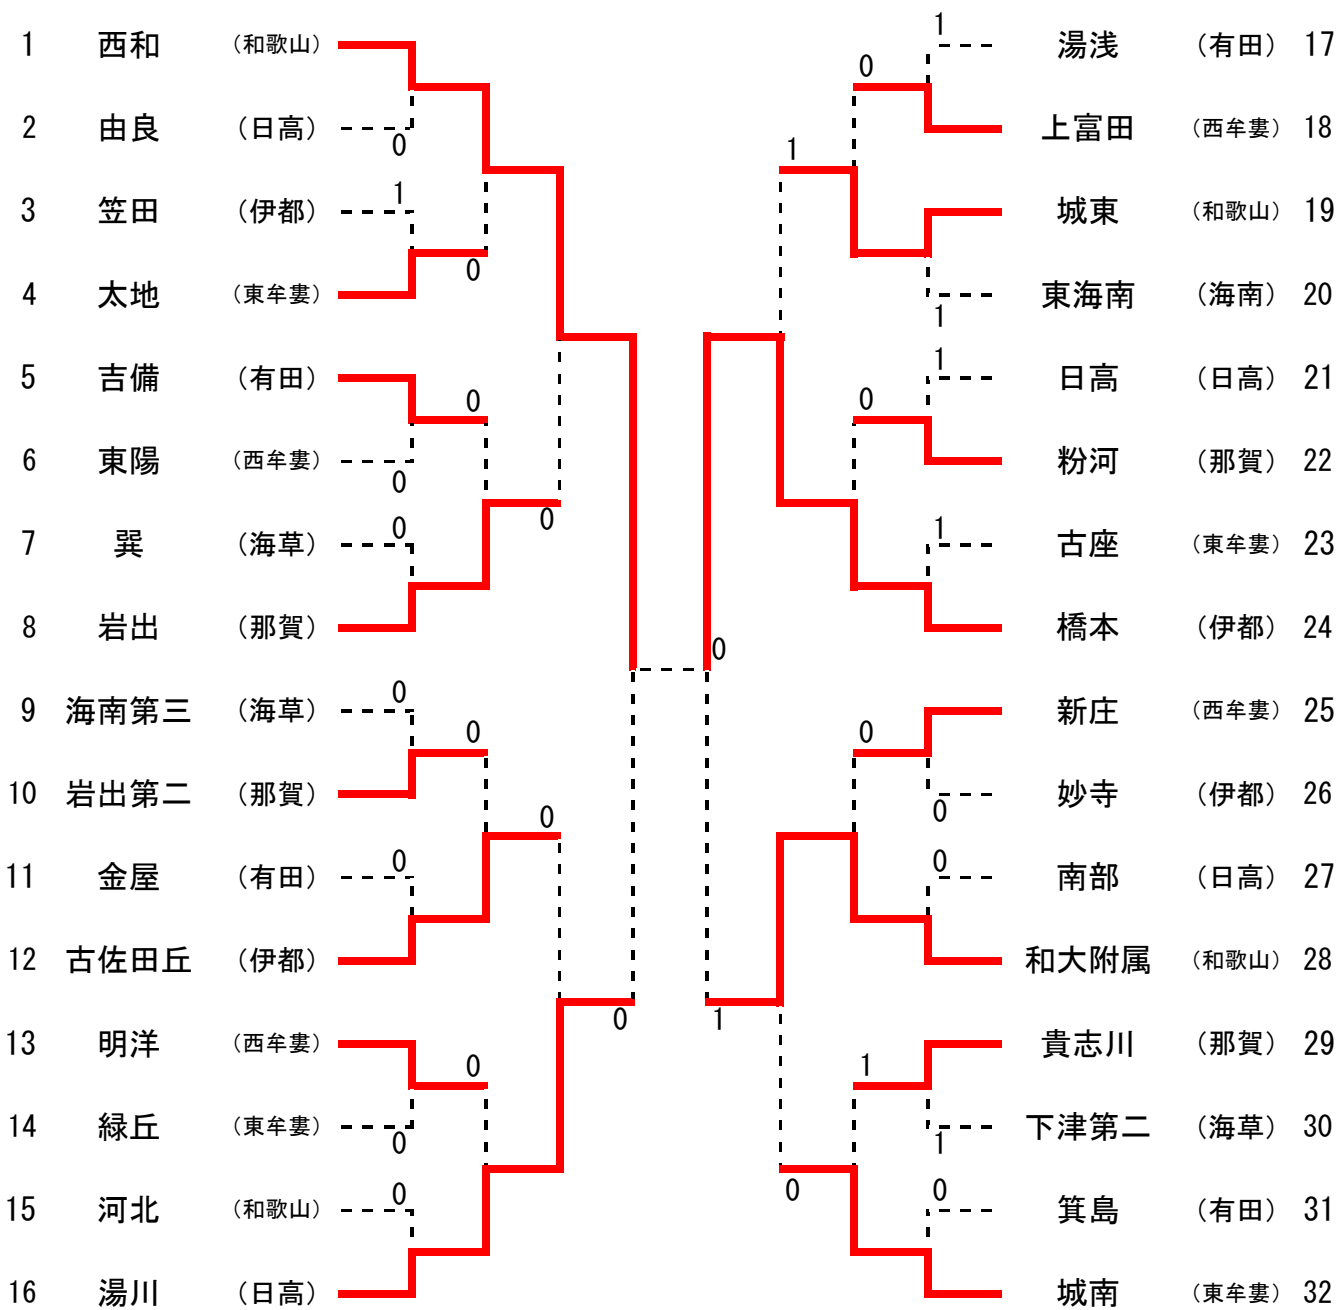 1 西和 （和歌山）
2 由良 （日高） 0
3 笠田 （伊都） 1
4 太地 （東牟婁） 0
5 吉備 （有田） 0
6 東陽 （西牟婁） 0
7 巽 （海草） 0
0
8 岩出 （那賀）
9 海南第三 （海草） 0
0
10 岩出第二 （那賀）
0
11 金屋 （有田） 0
12 古佐田丘 （伊都）
0
13 明洋 （西牟婁）
0
14 緑丘 （東牟婁） 0
15 河北 （和歌山） 0
16 湯川 （日高）
1 湯浅 （有田） 17
0
上富田 （西牟婁） 18
1
城東 （和歌山） 19
東海南 （海南） 20
1
1 日高 （日高） 21
0
粉河 （那賀） 22
1 古座 （東牟婁） 23
橋本 （伊都） 24
0
新庄 （西牟婁） 25
0
妙寺 （伊都） 26
0
0 南部 （日高） 27
和大附属 （和歌山） 28
1
貴志川 （那賀） 29
1
下津第二 （海草） 30
1
0 0 箕島 （有田） 31
城南 （東牟婁） 32